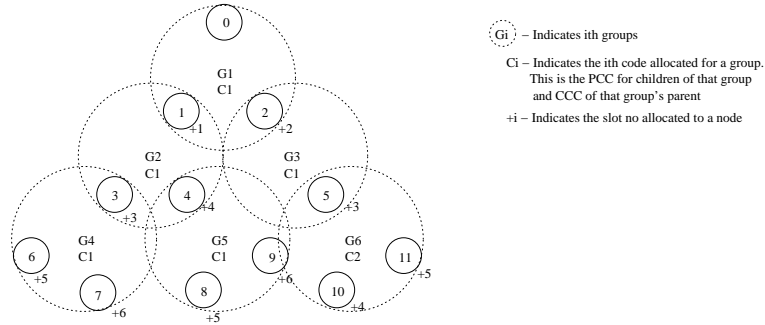 0
G1
C1
1
+1
2
+2
G2
C1
G3
C1
3
+3
4
+4
5
+3
G4
C1
G5
C1
G6
C2
6
+5
7
+6
8
+5
9
+6
10
+4
11
+5
Gi – Indicates ith groups
Ci – Indicates the ith code allocated for a group.
This is the PCC for children of that group
and CCC of that group's parent
+i – Indicates the slot no allocated to a node